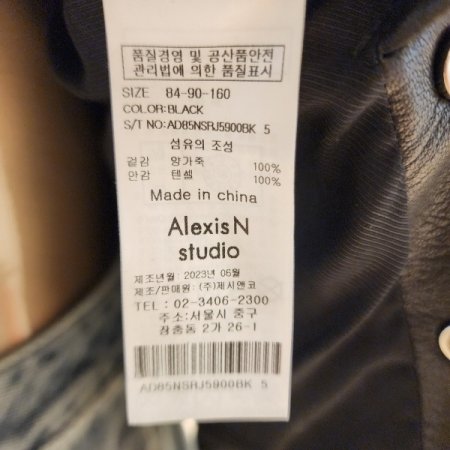 품질경영 및 공산품안전
관리법에 의한 품질표시
SIZE 84-90-160
COLOR:BLACK
S/T NO:AD85NSRJ5900BK 5
섬유의 조성
겉감 양가죽 100%
안감 텐셀 100%
Made in china
AlexisN
studio
제조년월: 2023년 06월
제조/판매원: (주)제시앤코
TEL : 02-3406-2300
주소:서울시 중구
장충동 2가 26-1
AD85NSRJ5900BK 5